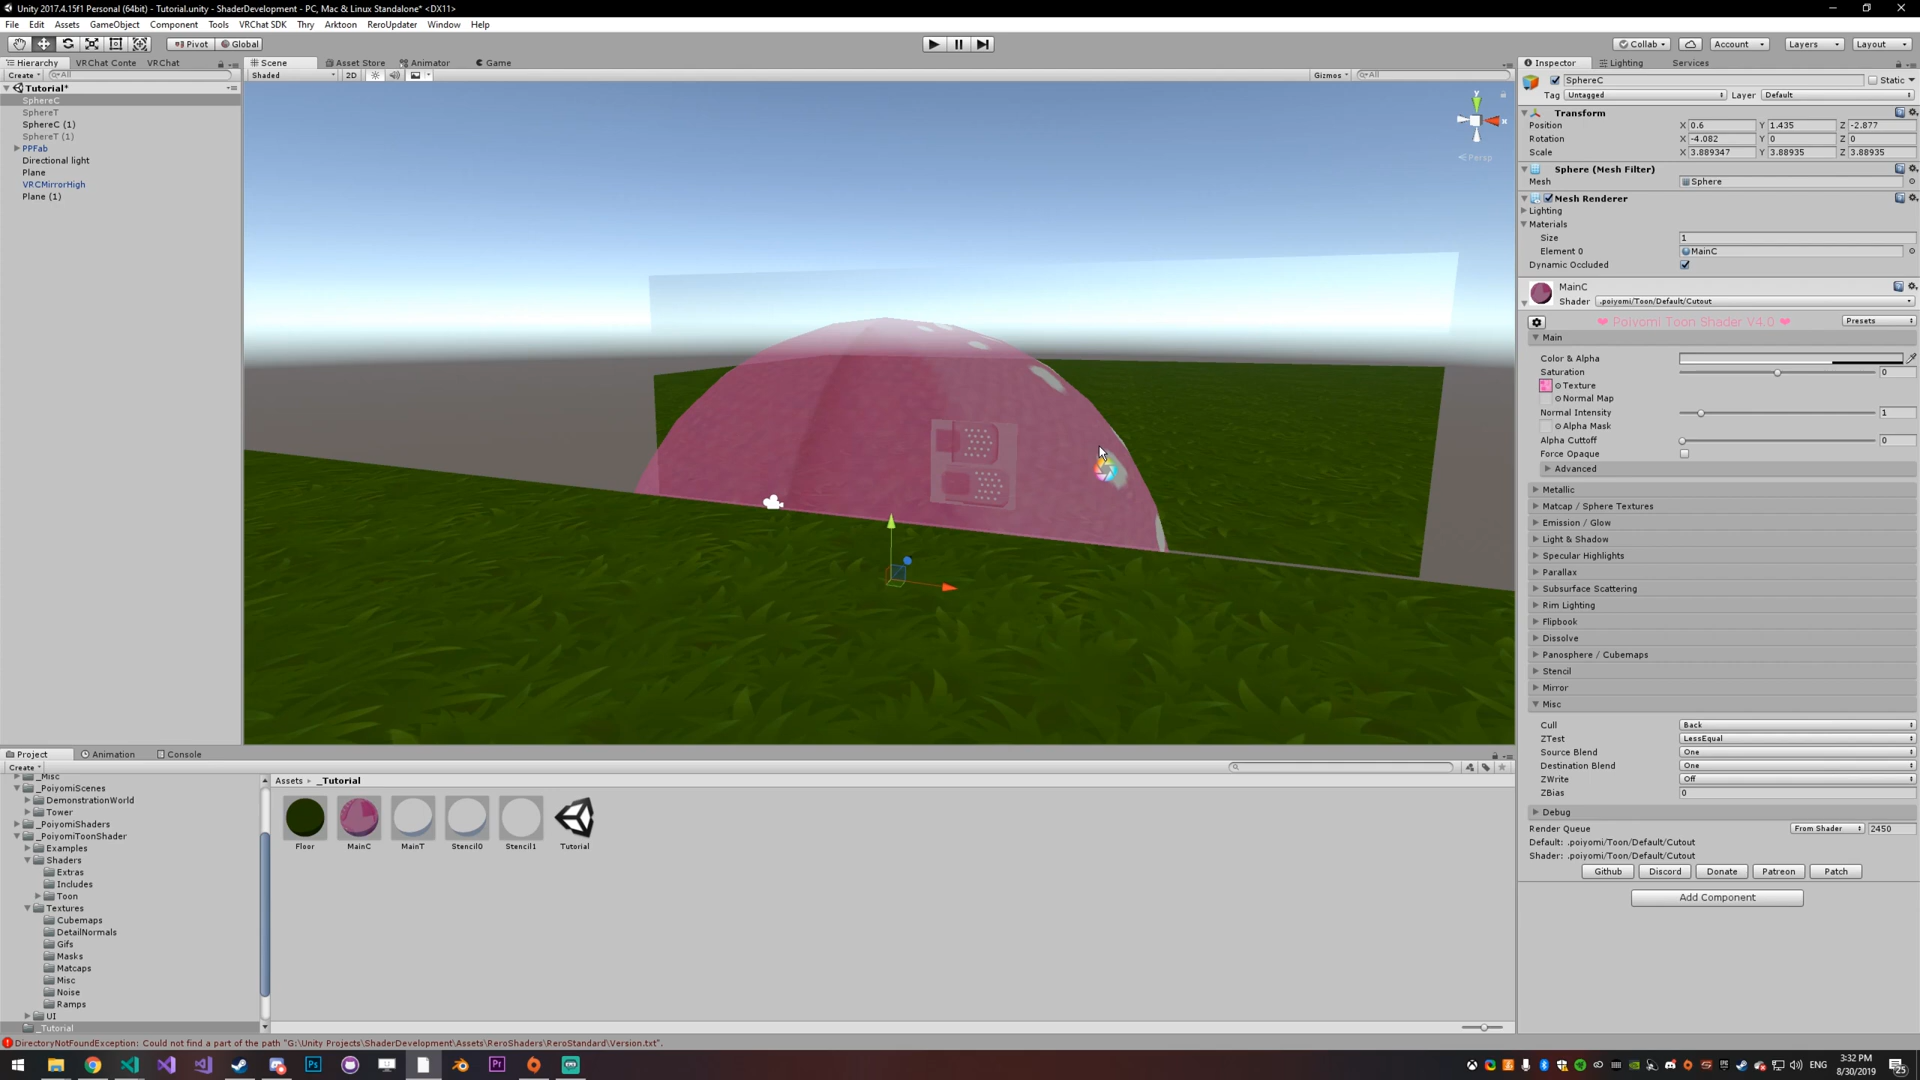 Unity 2017.4.15f1 Personal (64bit) - Tutorial.unity - ShaderDevelopment - PC, Mac & Linux Standalone* <DX11>
File Edit Assets GameObject Component Tools VRChat SDK Thry Arktoon ReroUpdater Window Help
Pivot Global Collab Account Layers Layout
Hierarchy VRChat Conte VRChat
Create All
Tutorial*
SphereC
SphereT
SphereC (1)
SphereT (1)
PPFab
Directional light
Plane
VRCMirrorHigh
Plane (1)
Scene Asset Store Animator Game
Shaded 2D Gizmos All
y
x
Persp
Inspector Lighting Services
SphereC Static
Tag Untagged Layer Default
Transform
Position X 0.6 Y 1.435 Z -2.877
Rotation X -4.082 Y 0 Z 0
Scale X 3.889347 Y 3.88935 Z 3.88935
Sphere (Mesh Filter)
Mesh Sphere
Mesh Renderer
Lighting
Materials
Size 1
Element 0 MainC
Dynamic Occluded
MainC
Shader .poiyomi/Toon/Default/Cutout
❤ Poiyomi Toon Shader V4.0 ❤ Presets
Main
Color & Alpha
Saturation 0
Texture
Normal Map
Normal Intensity 1
Alpha Mask
Alpha Cuttoff 0
Force Opaque
Advanced
Metallic
Matcap / Sphere Textures
Emission / Glow
Light & Shadow
Specular Highlights
Parallax
Subsurface Scattering
Rim Lighting
Flipbook
Dissolve
Panosphere / Cubemaps
Stencil
Mirror
Misc
Cull Back
ZTest LessEqual
Source Blend One
Destination Blend One
ZWrite Off
ZBias 0
Debug
Render Queue From Shader 2450
Default: .poiyomi/Toon/Default/Cutout
Shader: .poiyomi/Toon/Default/Cutout
Github Discord Donate Patreon Patch
Add Component
Project Animation Console
Create
_Misc
_PoiyomiScenes
DemonstrationWorld
Tower
_PoiyomiShaders
_PoiyomiToonShader
Examples
Shaders
Extras
Includes
Toon
Textures
Cubemaps
DetailNormals
Gifs
Masks
Matcaps
Misc
Noise
Ramps
UI
_Tutorial
Assets _Tutorial
Floor MainC MainT Stencil0 Stencil1 Tutorial
DirectoryNotFoundException: Could not find a part of the path "G:\Unity Projects\ShaderDevelopment\Assets\ReroShaders\ReroStandard\Version.txt".
Ps Pr
ENG 3:32 PM
8/30/2019 25